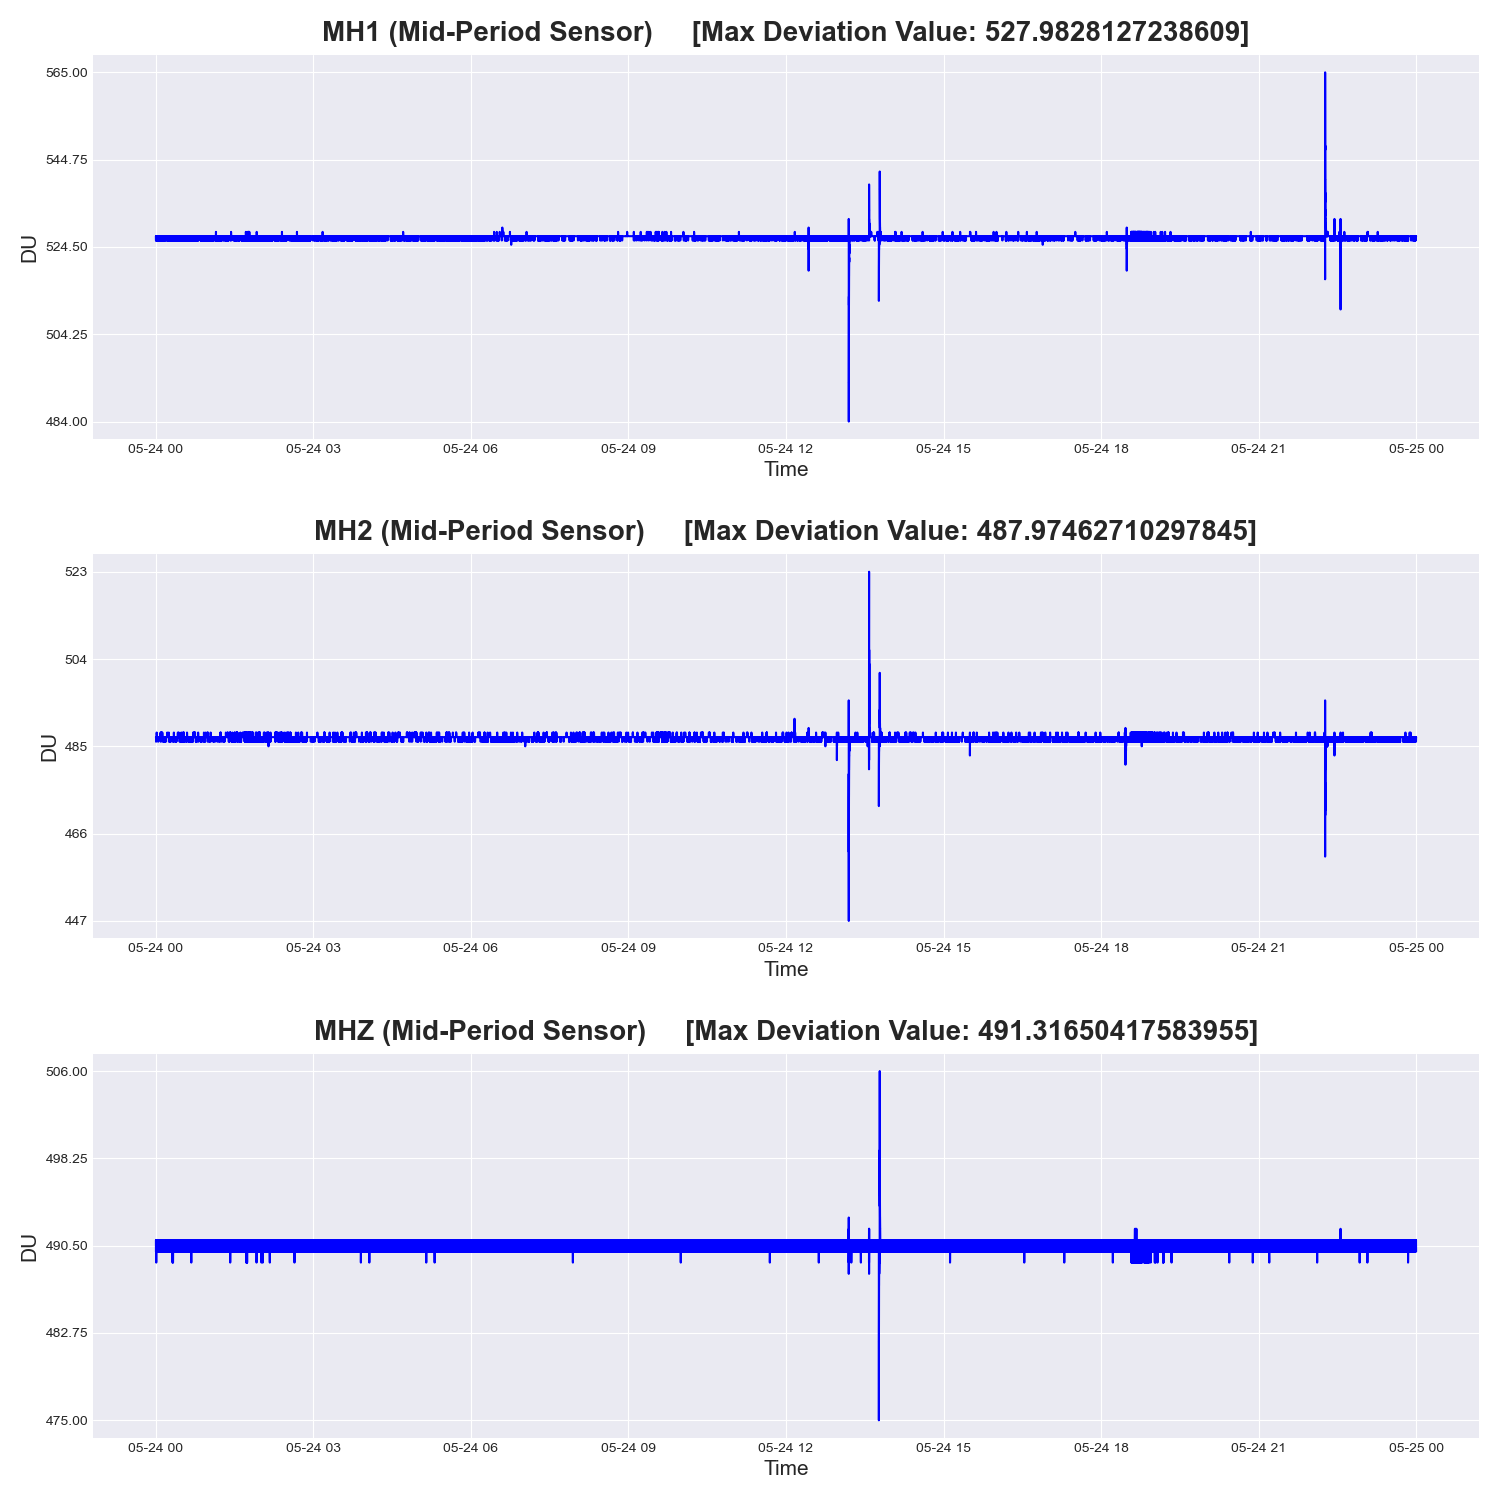 MH1 (Mid-Period Sensor) [Max Deviation Value: 527.9828127238609]
565.00
544.75
524.50
504.25
484.00
DU
05-24 00 05-24 03 05-24 06 05-24 09 05-24 12 05-24 15 05-24 18 05-24 21 05-25 00
Time
MH2 (Mid-Period Sensor) [Max Deviation Value: 487.97462710297845]
523
504
485
466
447
DU
05-24 00 05-24 03 05-24 06 05-24 09 05-24 12 05-24 15 05-24 18 05-24 21 05-25 00
Time
MHZ (Mid-Period Sensor) [Max Deviation Value: 491.31650417583955]
506.00
498.25
490.50
482.75
475.00
DU
05-24 00 05-24 03 05-24 06 05-24 09 05-24 12 05-24 15 05-24 18 05-24 21 05-25 00
Time